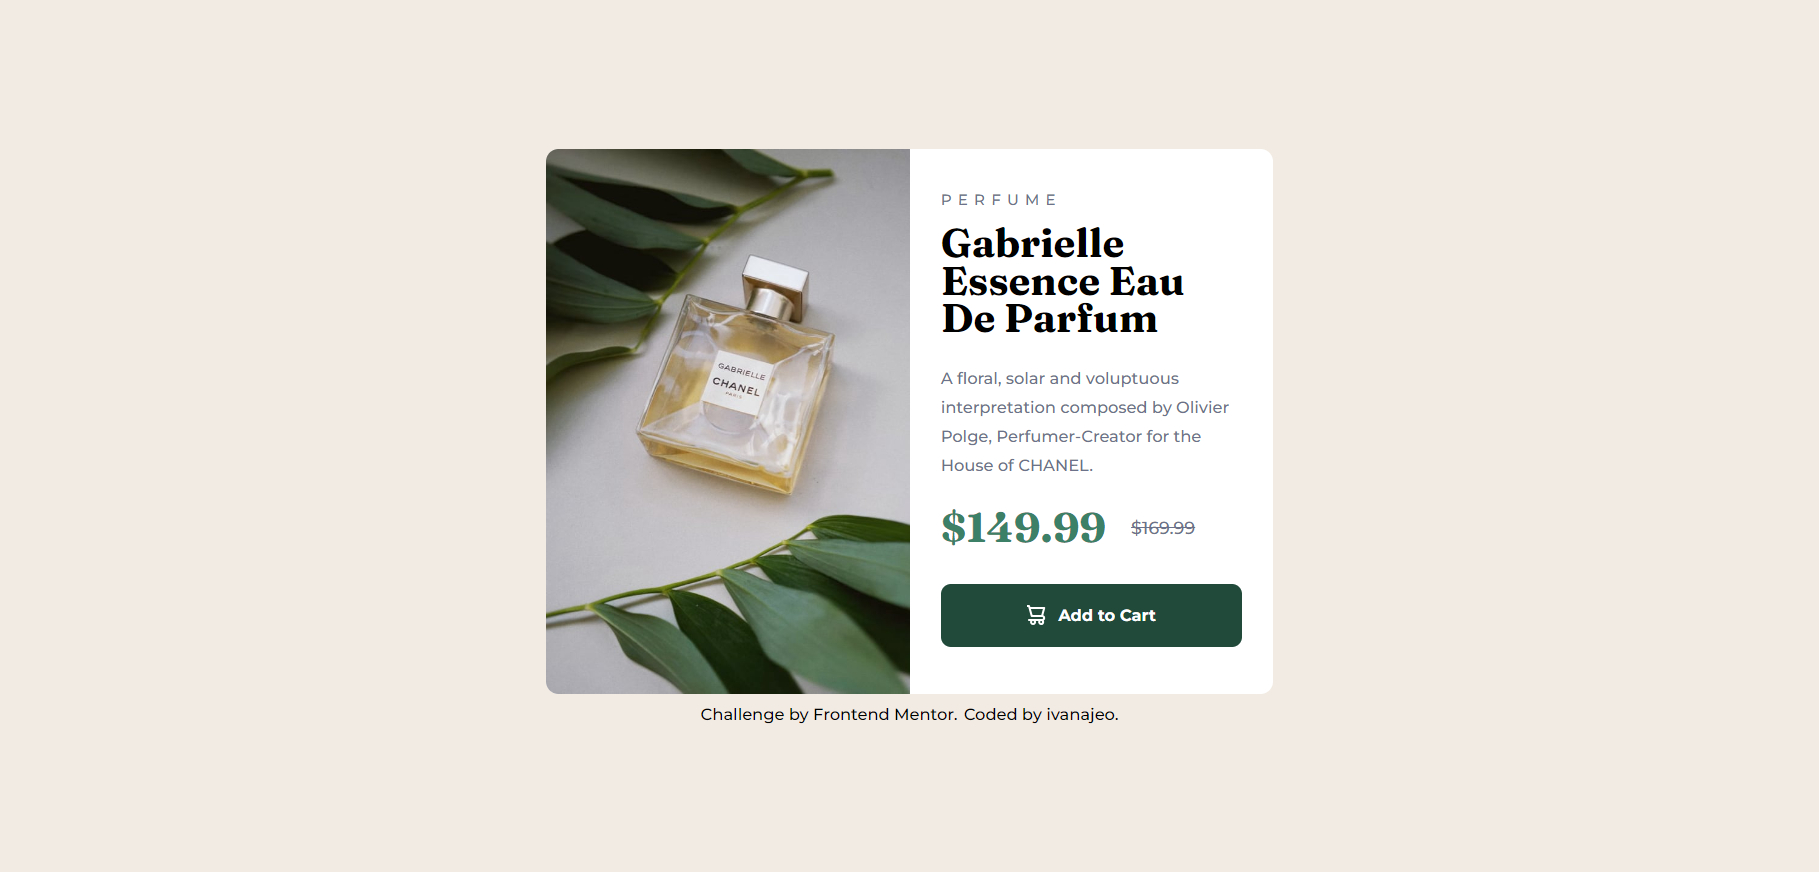 GABRIELLE
CHANEL
PARIS
PERFUME
Gabrielle
Essence Eau
De Parfum
A floral, solar and voluptuous
interpretation composed by Olivier
Polge, Perfumer-Creator for the
House of CHANEL.
$149.99 $169.99
Add to Cart
Challenge by Frontend Mentor. Coded by ivanajeo.